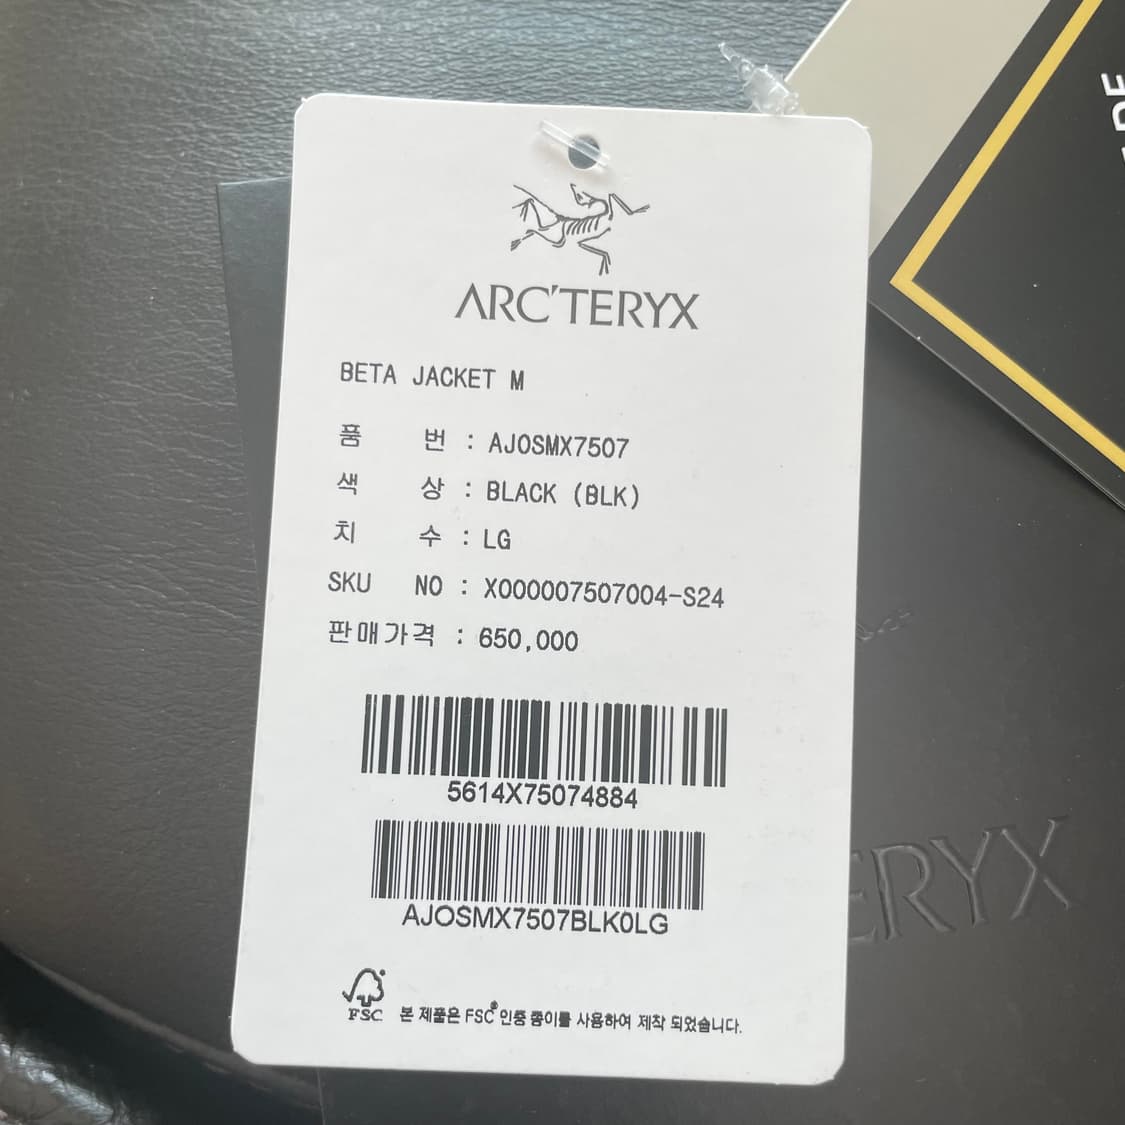 ARC'TERYX
BETA JACKET M
품 번 : AJOSMX7507
색 상 : BLACK (BLK)
치 수 : LG
SKU NO : X000007507004-S24
판매가격 : 650,000
5614X75074884
AJOSMX7507BLK0LG
FSC 본 제품은 FSC® 인증 종이를 사용하여 제작 되었습니다.
ERYX